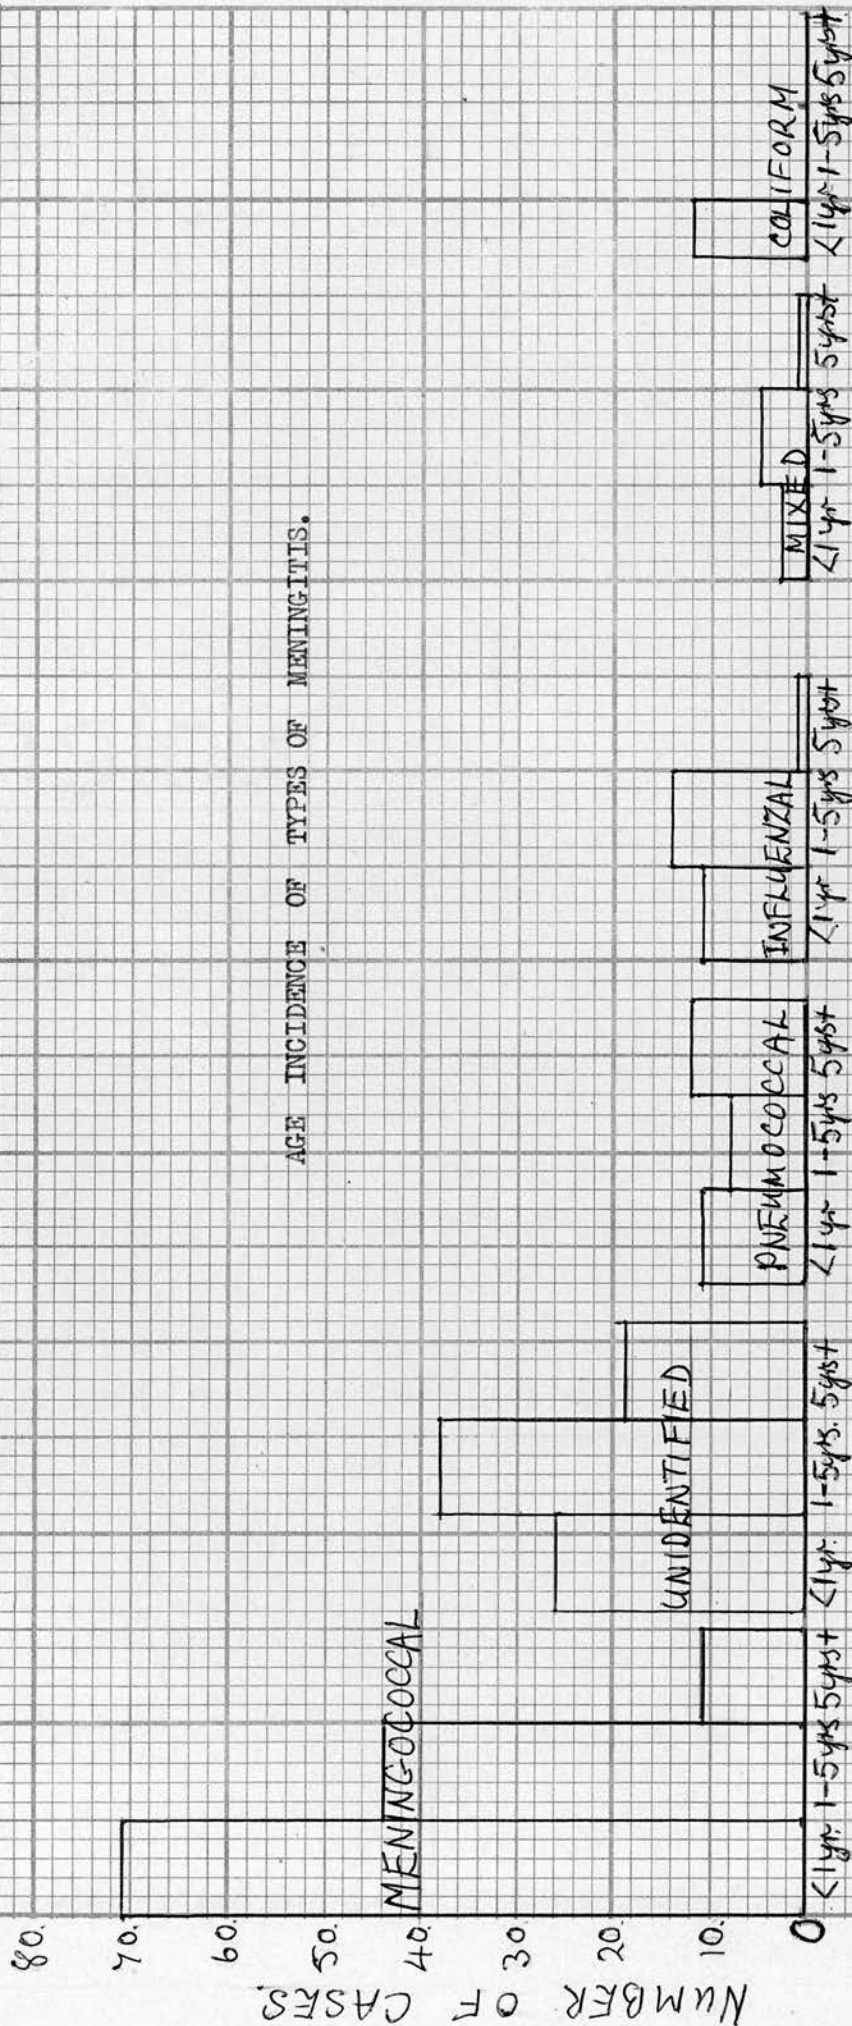 AGE INCIDENCE OF TYPES OF MENINGITIS.
NUMBER OF CASES.
80.
70.
60.
50.
40.
30.
20.
10.
0
MENINGOCOCCAL
<1yr. 1-5yrs 5yrs+
UNIDENTIFIED
<1yr. 1-5yrs. 5yrs+
PNEUMOCOCCAL
<1yr 1-5yrs 5yrs+
INFLUENZAL
<1yr 1-5yrs 5yrs+
MIXED
<1yr 1-5yrs 5yrs+
COLIFORM
<1yr 1-5yrs 5yrs+